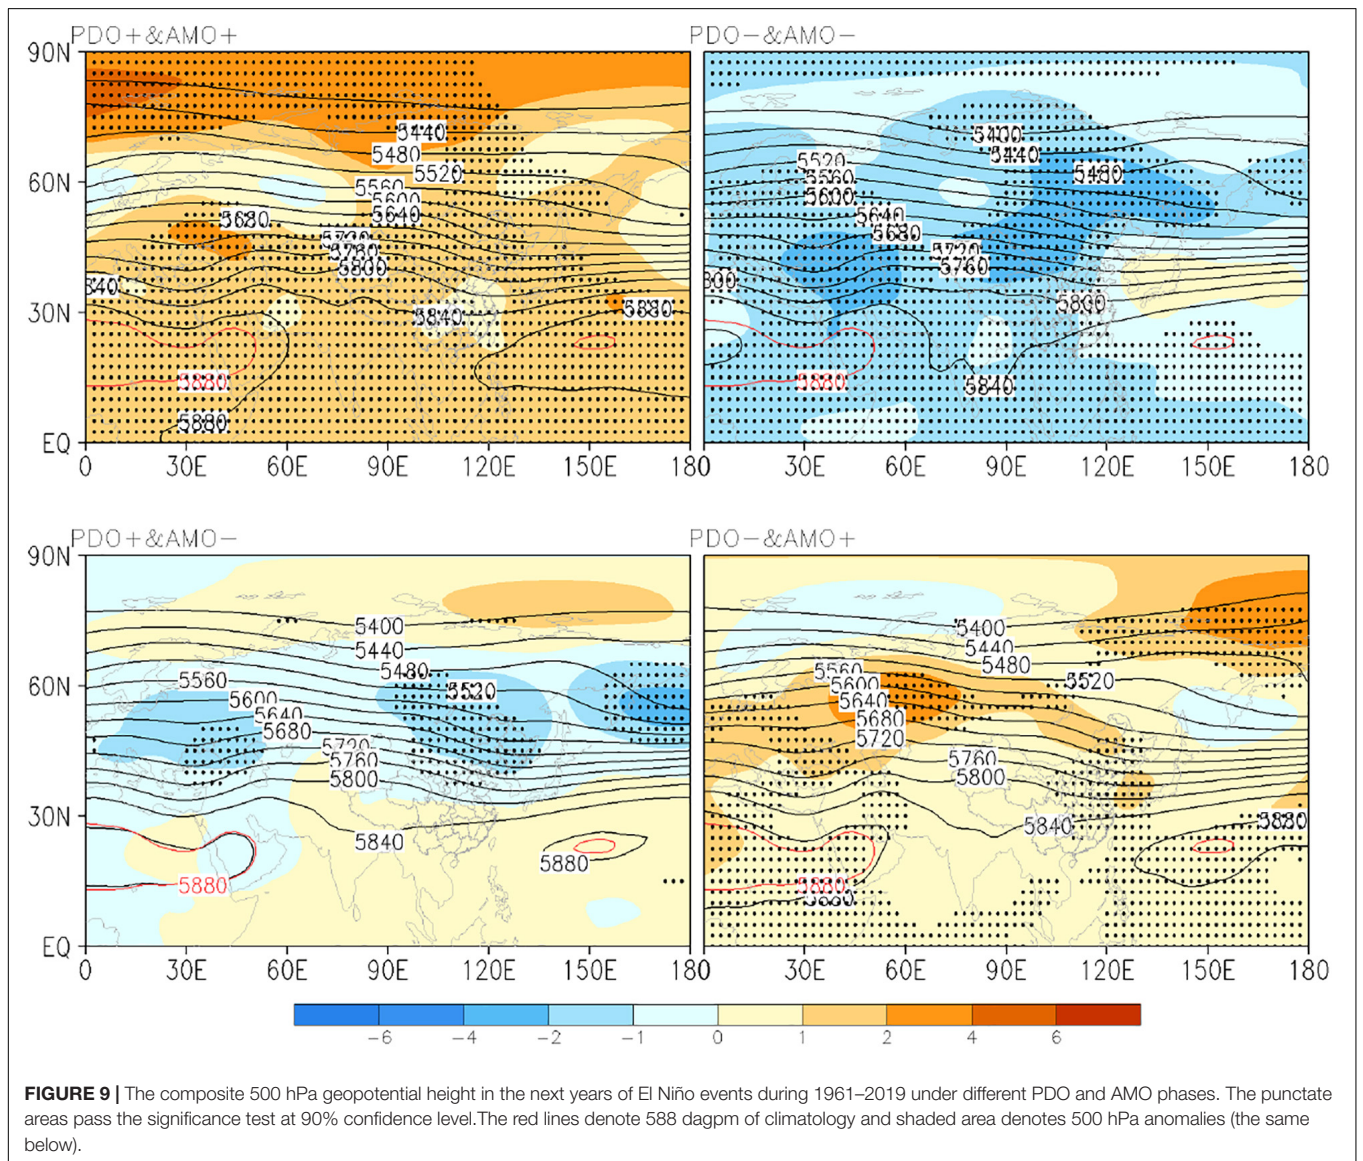 PDO+&AMO+ PDO-&AMO-
90N
5440 5400
5480 5440
5520 5520 5480
60N 5560 5560
5600 5600
5640 5640
5680 5680
5720 5720
5760 5760
5800
5840 5800
30N 5840 5880 5800
5880 5880
5840
5880
EQ
0 30E 60E 90E 120E 150E 180 30E 60E 90E 120E 150E 180
PDO+&AMO- PDO-&AMO+
90N
5400 5400
5440 5440
5480 5480
5560 5560 5520
60N 5520 5600
5600 5640
5640 5680
5680 5720
5720 5760
5760 5800
5800
30N 5840 5880
5840
5880
5880 5880
5880
EQ
0 30E 60E 90E 120E 150E 180 30E 60E 90E 120E 150E 180
-6 -4 -2 -1 0 1 2 4 6
FIGURE 9 | The composite 500 hPa geopotential height in the next years of El Niño events during 1961–2019 under different PDO and AMO phases. The punctate
areas pass the significance test at 90% confidence level.The red lines denote 588 dagpm of climatology and shaded area denotes 500 hPa anomalies (the same
below).